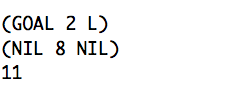 (GOAL 2 L)
(NIL 8 NIL)
11